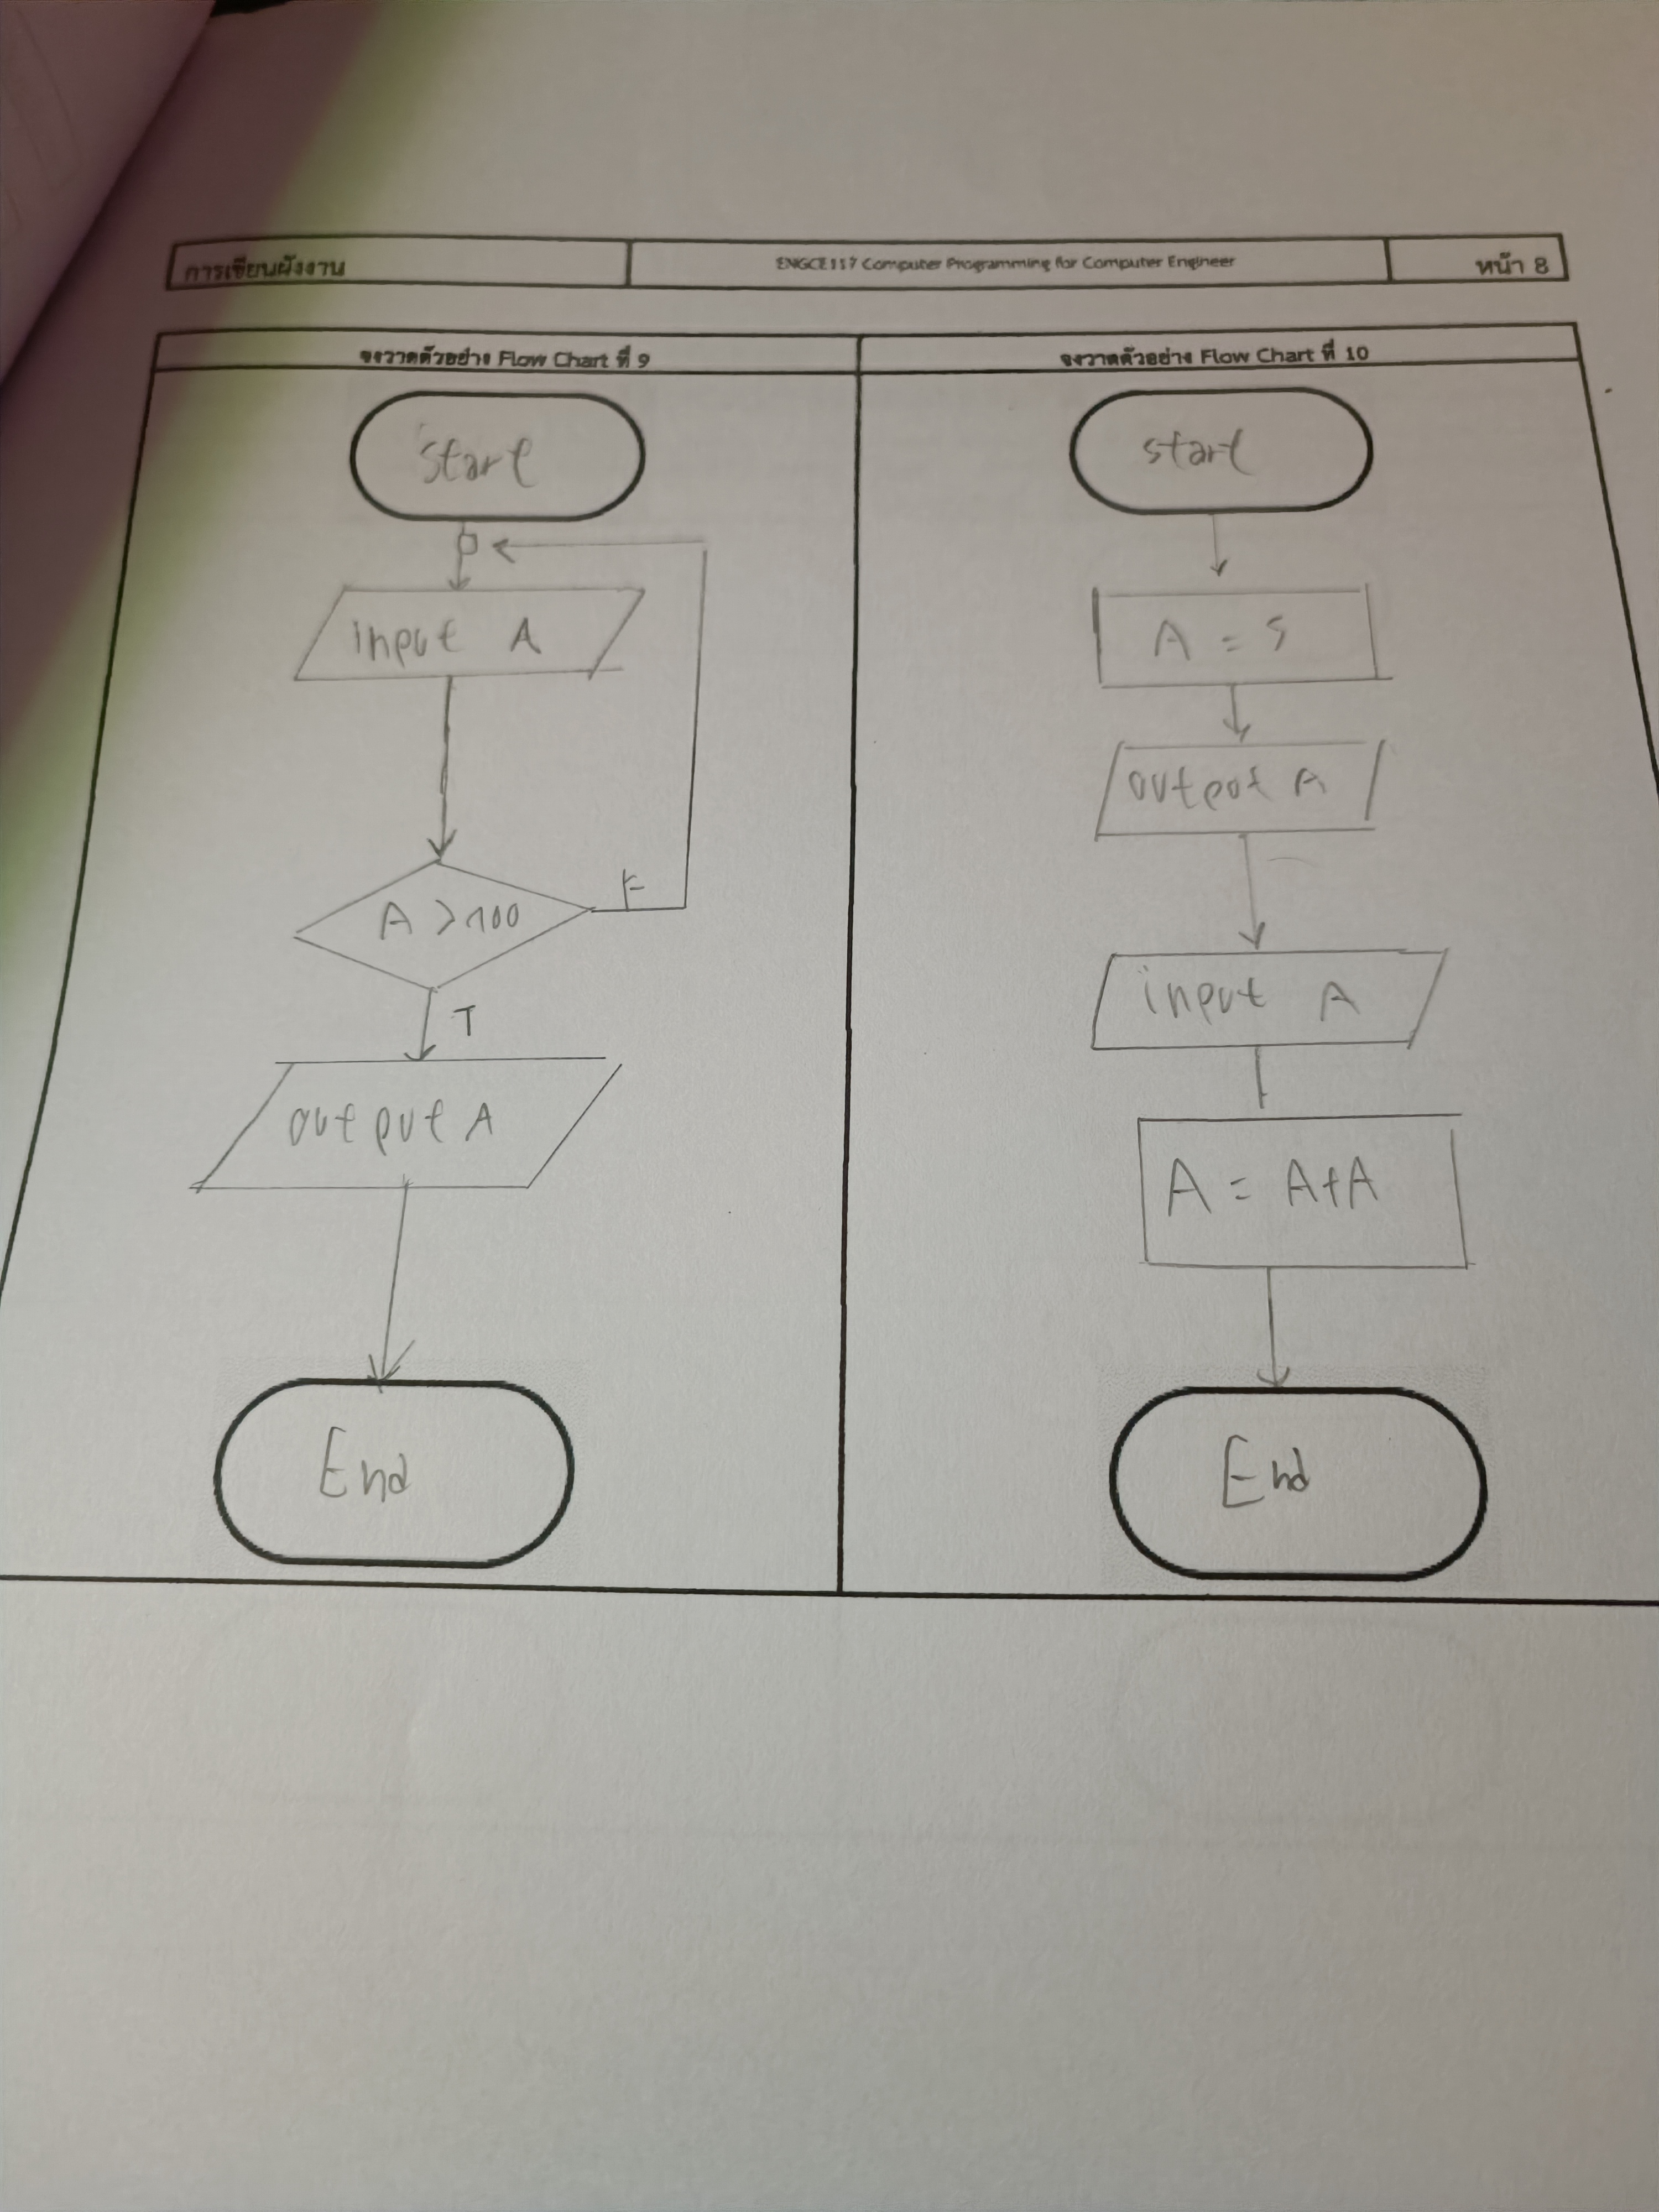 การเขียนผังงาน
ENGCE117 Computer Programming for Computer Engineer
หน้า 8
จงวาดตัวอย่าง Flow Chart ที่ 9
start
input A
A > 100
F
T
output A
End
จงวาดตัวอย่าง Flow Chart ที่ 10
start
A = 5
output A
input A
A = A+A
End